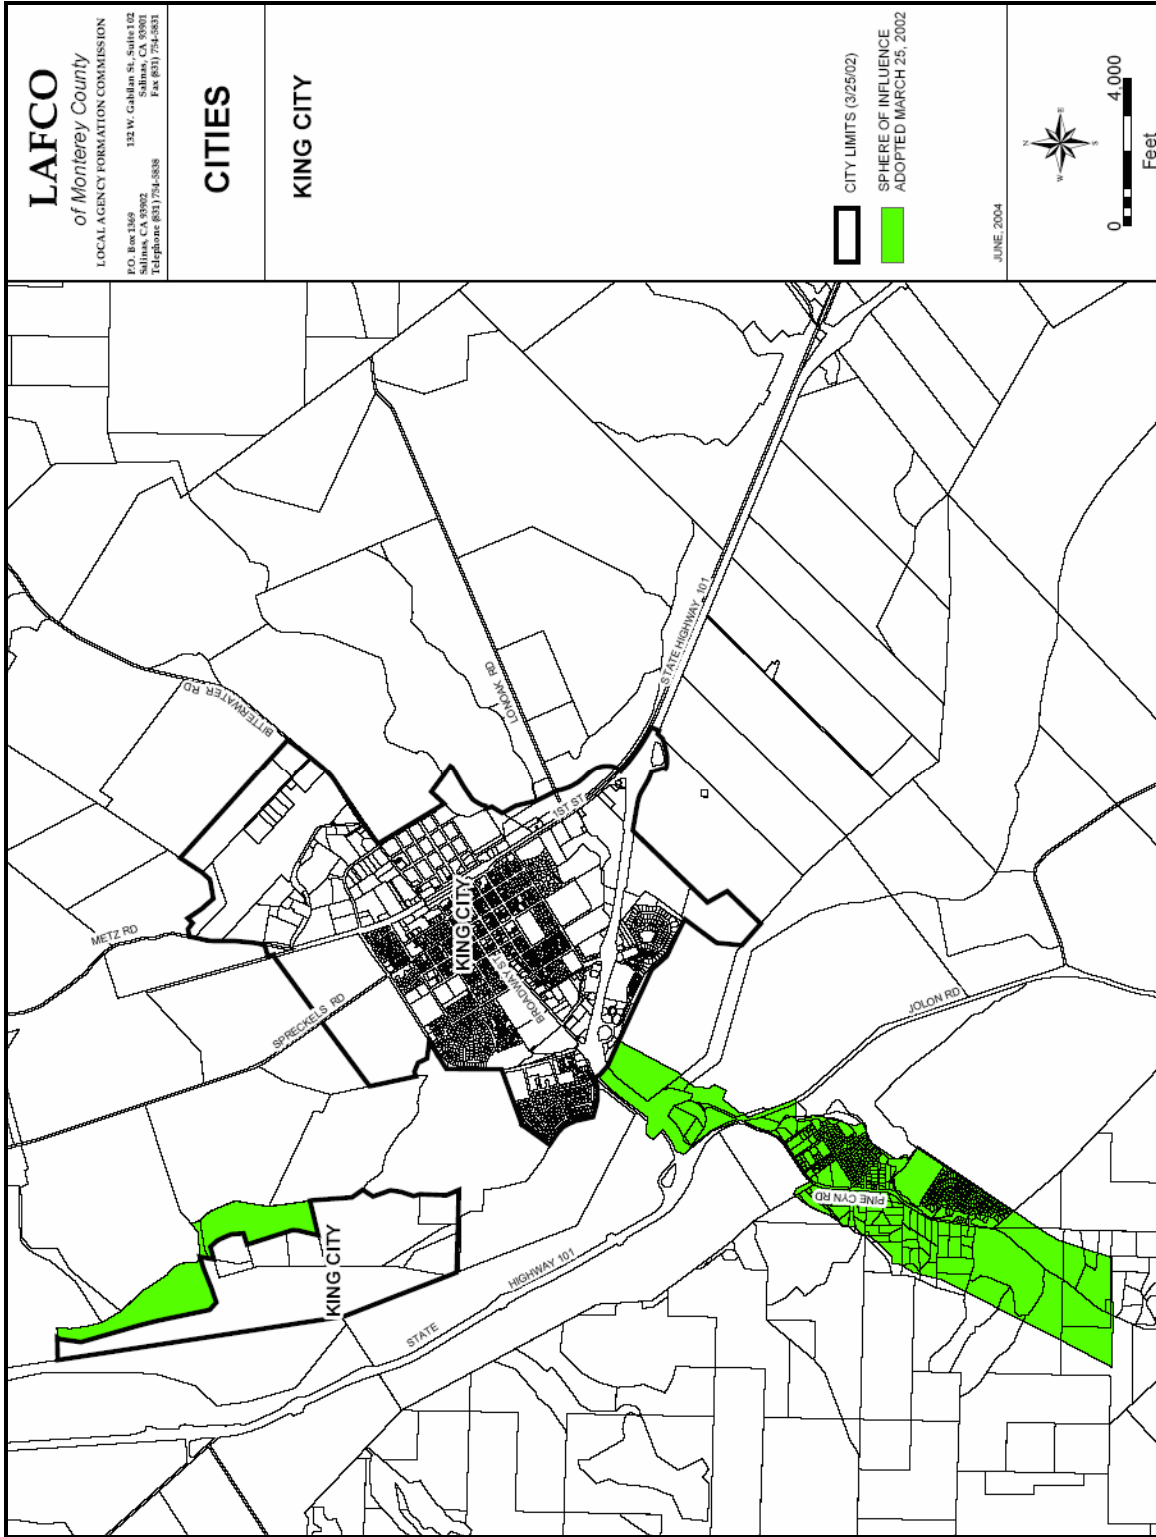 LAFCO
of Monterey County
LOCAL AGENCY FORMATION COMMISSION
P.O. Box 1369 132 W. Gabilan St., Suite 102
Salinas, CA 93902 Salinas, CA 93901
Telephone (831) 754-5838 Fax (831) 754-5831
CITIES
KING CITY
CITY LIMITS (3/25/02)
SPHERE OF INFLUENCE
ADOPTED MARCH 25, 2002
JUNE, 2004
N
W
E
S
0 4,000
Feet
BITTERWATER RD
METZ RD
SPRECKELS RD
LONOAK RD
1ST ST
KING CITY
BROADWAY ST
STATE HIGHWAY 101
JOLON RD
PINE CYN RD
KING CITY
STATE
HIGHWAY 101